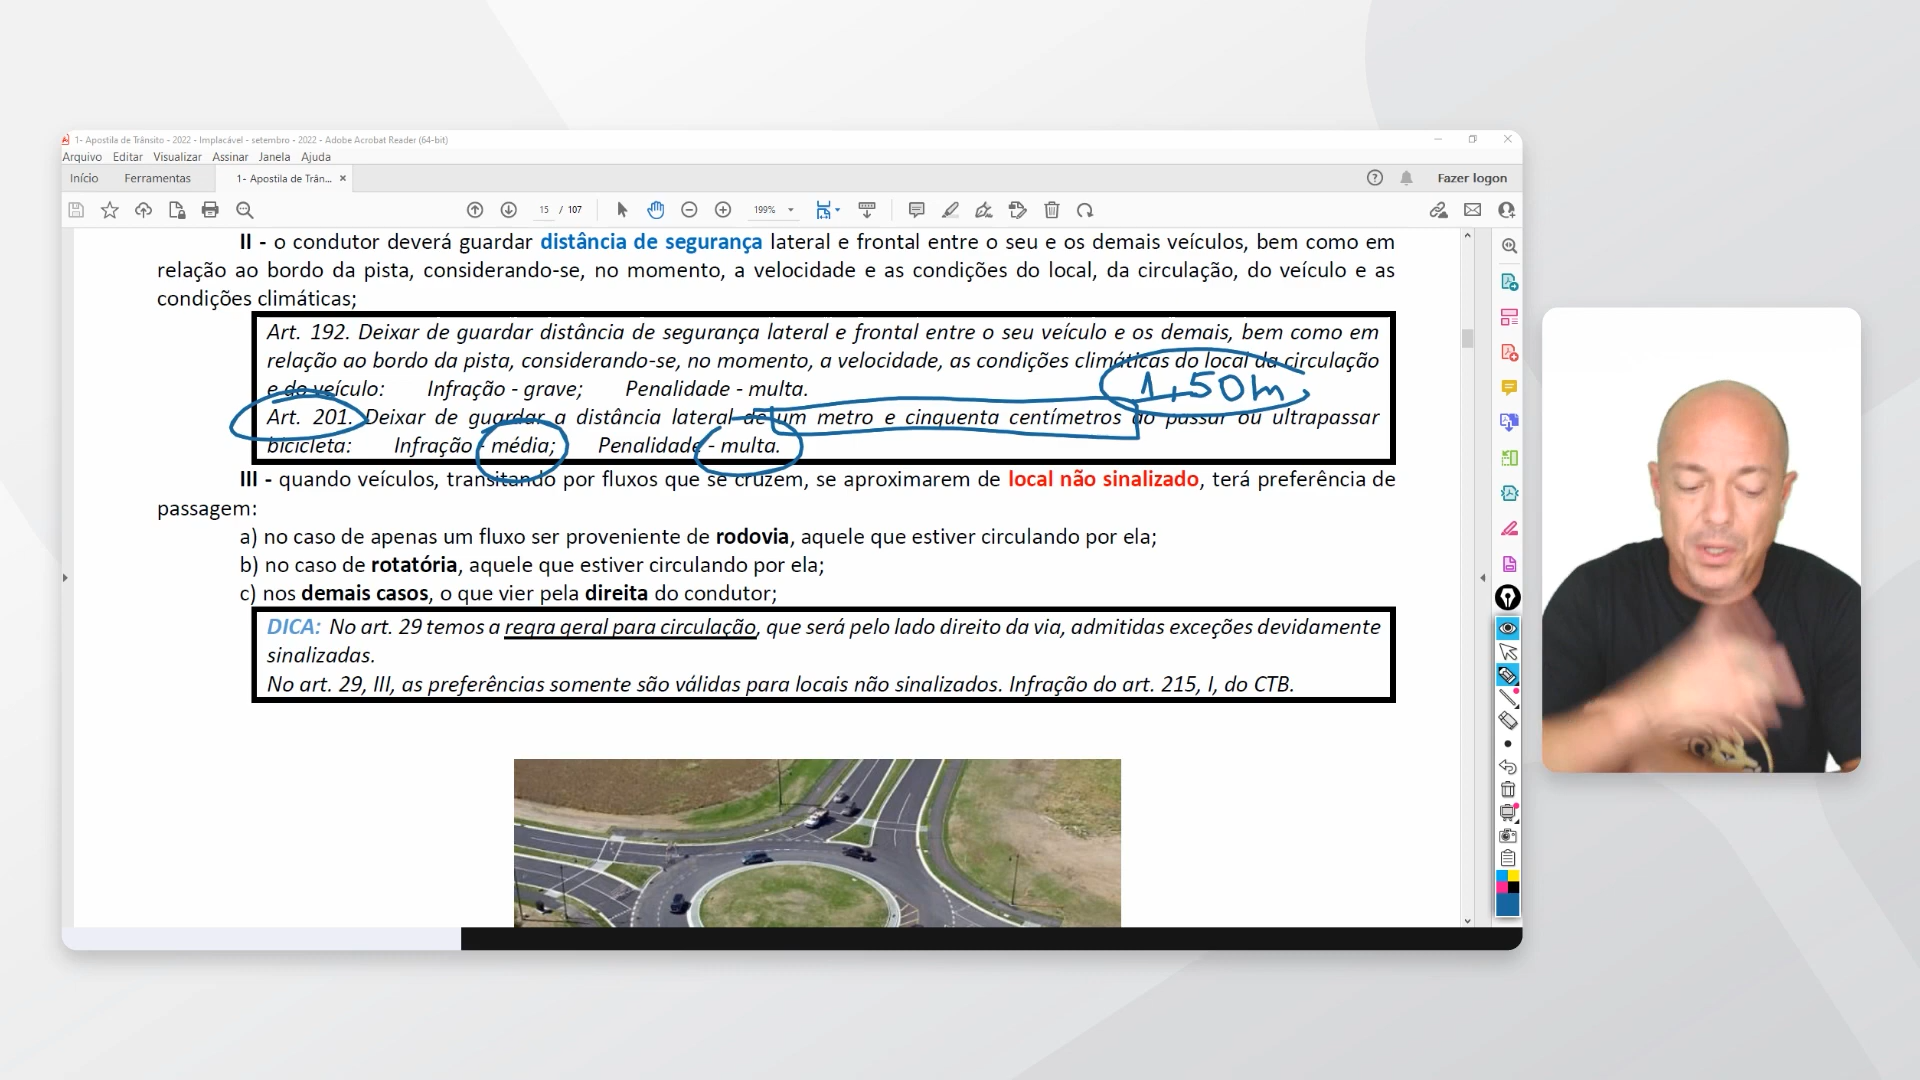 1- Apostila de Trânsito - 2022 - Implacável - setembro - 2022 - Adobe Acrobat Reader (64-bit)
Arquivo Editar Visualizar Assinar Janela Ajuda
Início Ferramentas 1- Apostila de Trân... × Fazer logon
15 / 107 199%
II - o condutor deverá guardar distância de segurança lateral e frontal entre o seu e os demais veículos, bem como em
relação ao bordo da pista, considerando-se, no momento, a velocidade e as condições do local, da circulação, do veículo e as
condições climáticas;
Art. 192. Deixar de guardar distância de segurança lateral e frontal entre o seu veículo e os demais, bem como em
relação ao bordo da pista, considerando-se, no momento, a velocidade, as condições climáticas do local da circulação
e do veículo: Infração - grave; Penalidade - multa.
1,50m
Art. 201. Deixar de guardar a distância lateral de um metro e cinquenta centímetros ao passar ou ultrapassar
bicicleta: Infração - média; Penalidade - multa.
III - quando veículos, transitando por fluxos que se cruzem, se aproximarem de local não sinalizado, terá preferência de
passagem:
a) no caso de apenas um fluxo ser proveniente de rodovia, aquele que estiver circulando por ela;
b) no caso de rotatória, aquele que estiver circulando por ela;
c) nos demais casos, o que vier pela direita do condutor;
DICA: No art. 29 temos a regra geral para circulação, que será pelo lado direito da via, admitidas exceções devidamente
sinalizadas.
No art. 29, III, as preferências somente são válidas para locais não sinalizados. Infração do art. 215, I, do CTB.